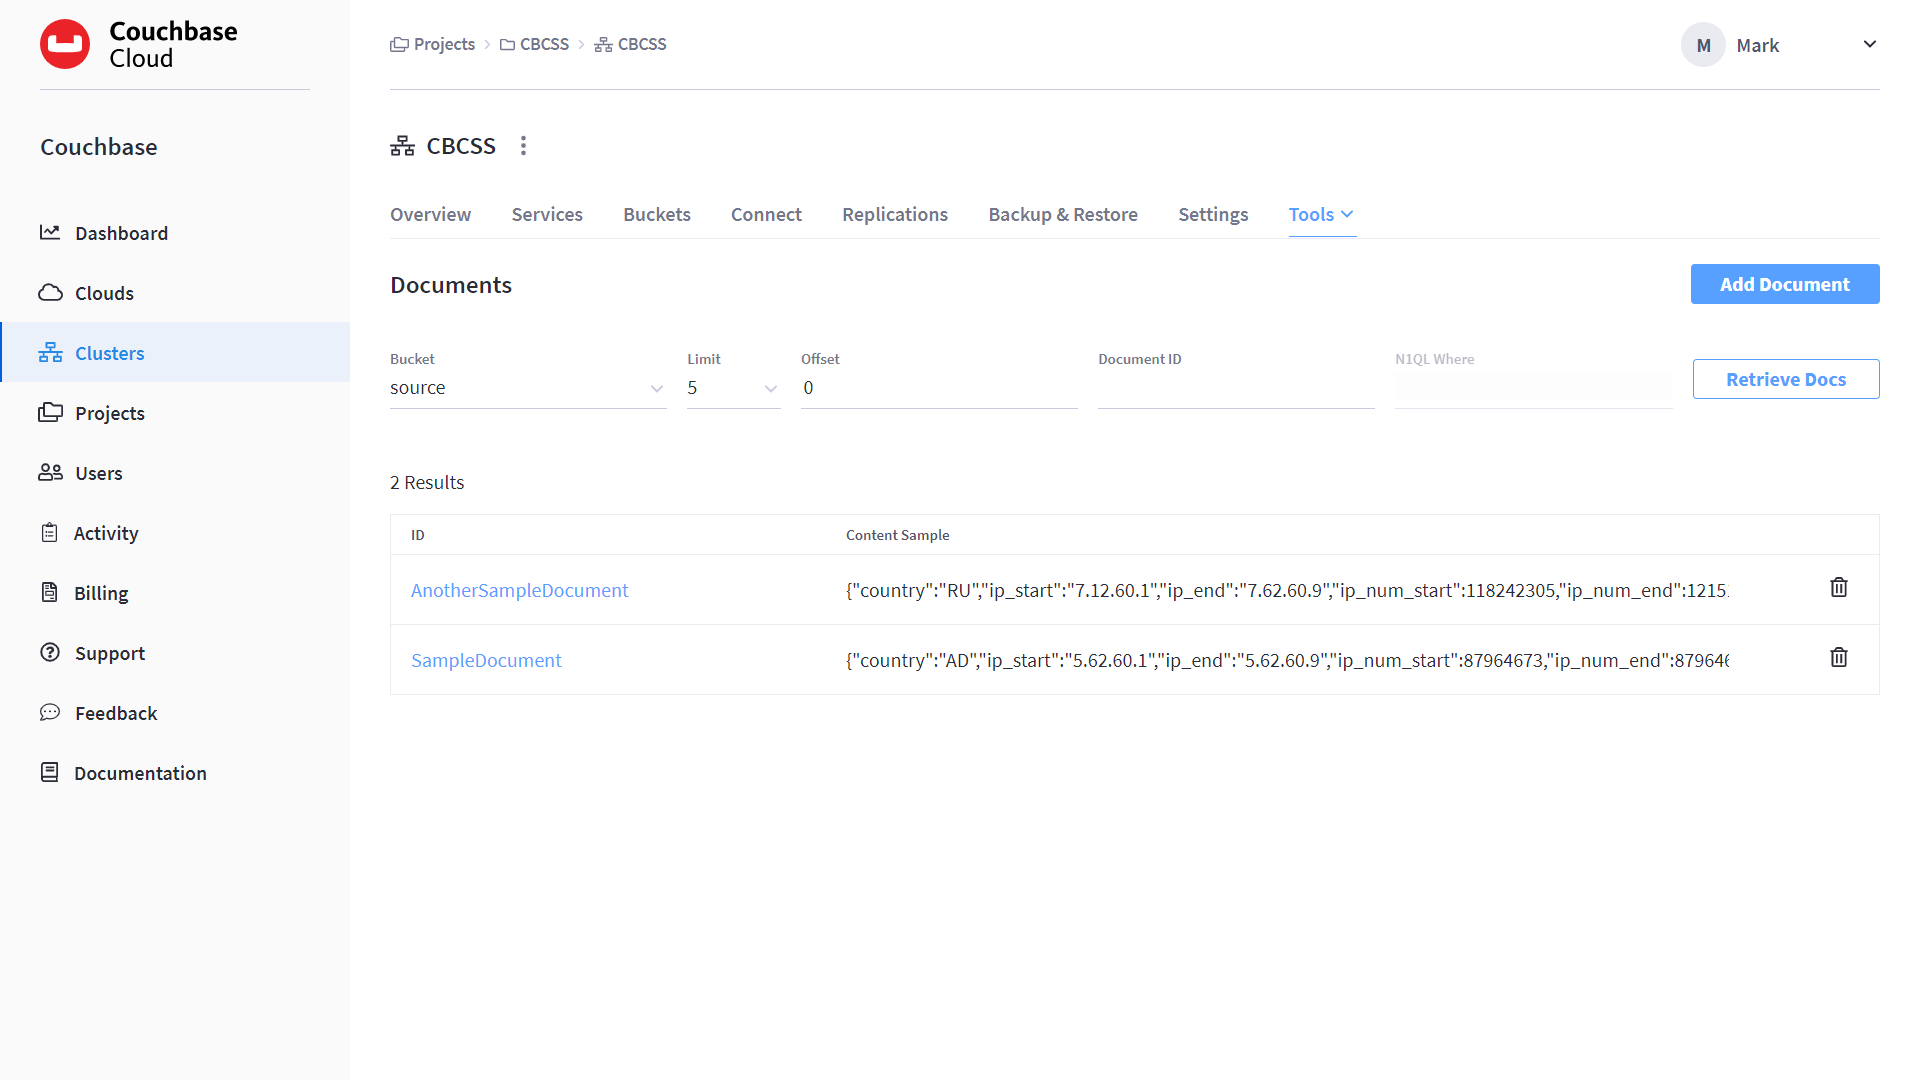 Couchbase
Cloud
Projects CBCSS CBCSS
M Mark
Couchbase
Dashboard
Clouds
Clusters
Projects
Users
Activity
Billing
Support
Feedback
Documentation
CBCSS
Overview Services Buckets Connect Replications Backup & Restore Settings Tools
Documents
Add Document
Bucket Limit Offset Document ID N1QL Where
source 5 0
Retrieve Docs
2 Results
ID Content Sample
AnotherSampleDocument {"country":"RU","ip_start":"7.12.60.1","ip_end":"7.62.60.9","ip_num_start":118242305,"ip_num_end":12151
SampleDocument {"country":"AD","ip_start":"5.62.60.1","ip_end":"5.62.60.9","ip_num_start":87964673,"ip_num_end":879646